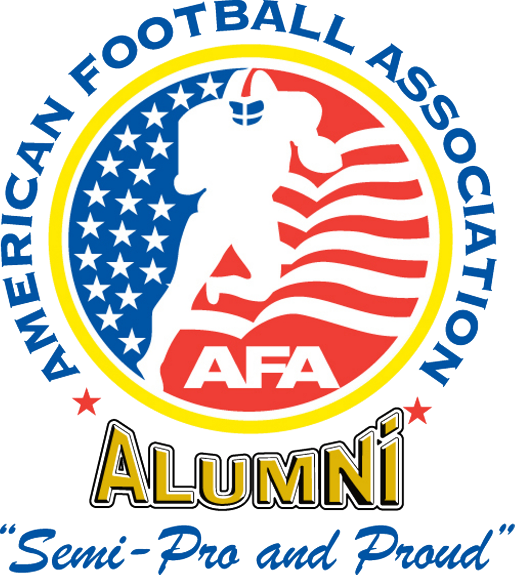 AMERICAN FOOTBALL ASSOCIATION
AFA
ALUMNi
“Semi-Pro and Proud”